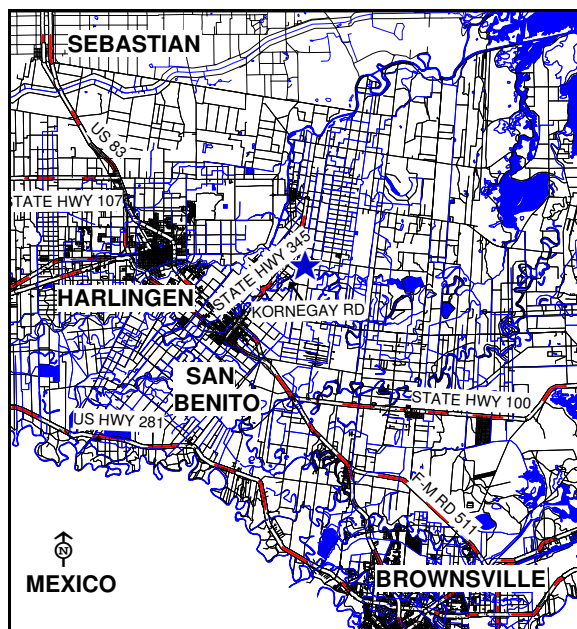 SEBASTIAN
US 83
STATE HWY 107
STATE HWY 345
HARLINGEN
KORNEGAY RD
SAN
BENITO
STATE HWY 100
US HWY 281
F-M RD 511
N
MEXICO
BROWNSVILLE